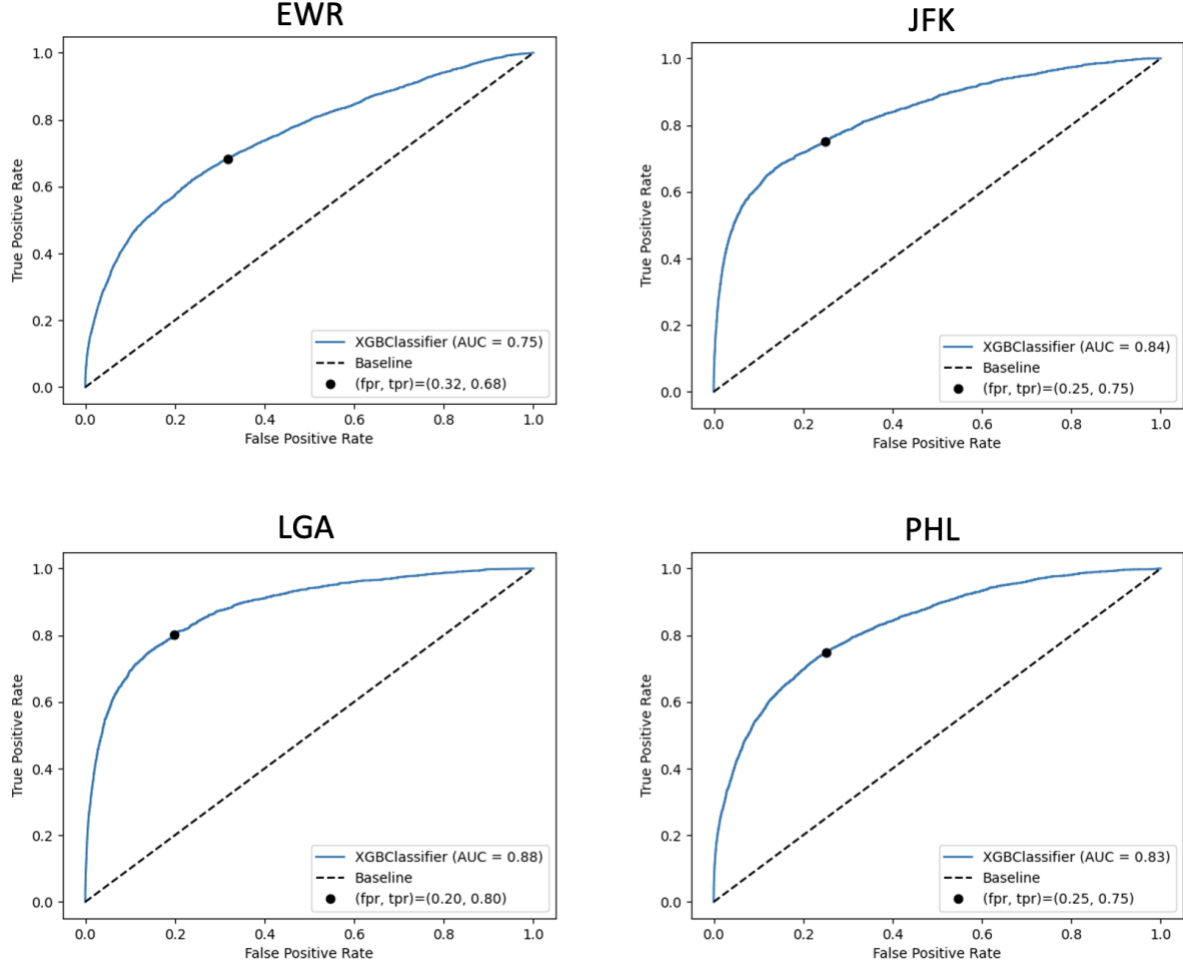 EWR
1.0
0.8
0.6
0.4
0.2
0.0
True Positive Rate
0.0 0.2 0.4 0.6 0.8 1.0
False Positive Rate
XGBClassifier (AUC = 0.75)
Baseline
(fpr, tpr)=(0.32, 0.68)
JFK
1.0
0.8
0.6
0.4
0.2
0.0
True Positive Rate
0.0 0.2 0.4 0.6 0.8 1.0
False Positive Rate
XGBClassifier (AUC = 0.84)
Baseline
(fpr, tpr)=(0.25, 0.75)
LGA
1.0
0.8
0.6
0.4
0.2
0.0
True Positive Rate
0.0 0.2 0.4 0.6 0.8 1.0
False Positive Rate
XGBClassifier (AUC = 0.88)
Baseline
(fpr, tpr)=(0.20, 0.80)
PHL
1.0
0.8
0.6
0.4
0.2
0.0
True Positive Rate
0.0 0.2 0.4 0.6 0.8 1.0
False Positive Rate
XGBClassifier (AUC = 0.83)
Baseline
(fpr, tpr)=(0.25, 0.75)